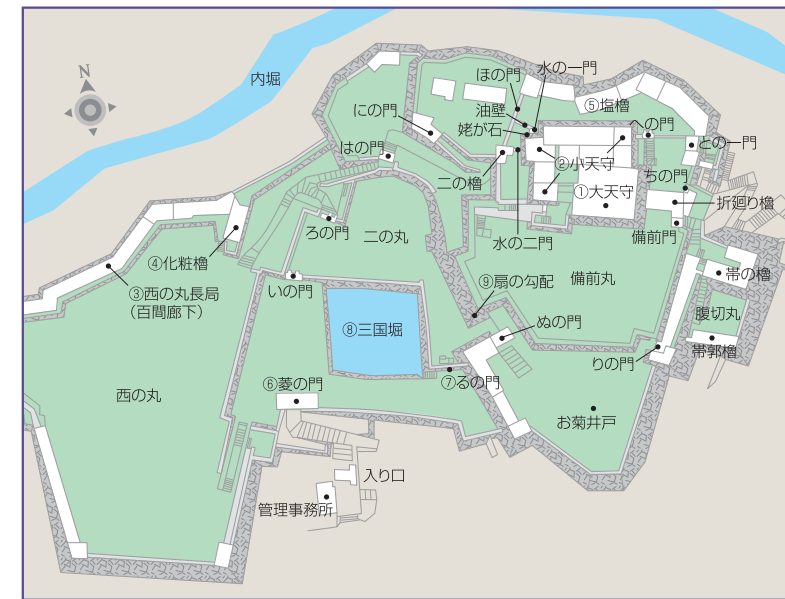 N
内堀
水の一門
ほの門
⑤塩櫓
にの門
油壁
姥が石
への門
との一門
はの門
二の櫓
②小天守
ちの門
①大天守
折廻り櫓
ろの門
二の丸
水の二門
備前門
④化粧櫓
⑨扇の勾配
備前丸
帯の櫓
③西の丸長局
(百間廊下)
いの門
腹切丸
⑧三国堀
ぬの門
りの門
帯郭櫓
⑥菱の門
⑦るの門
西の丸
お菊井戸
入り口
管理事務所